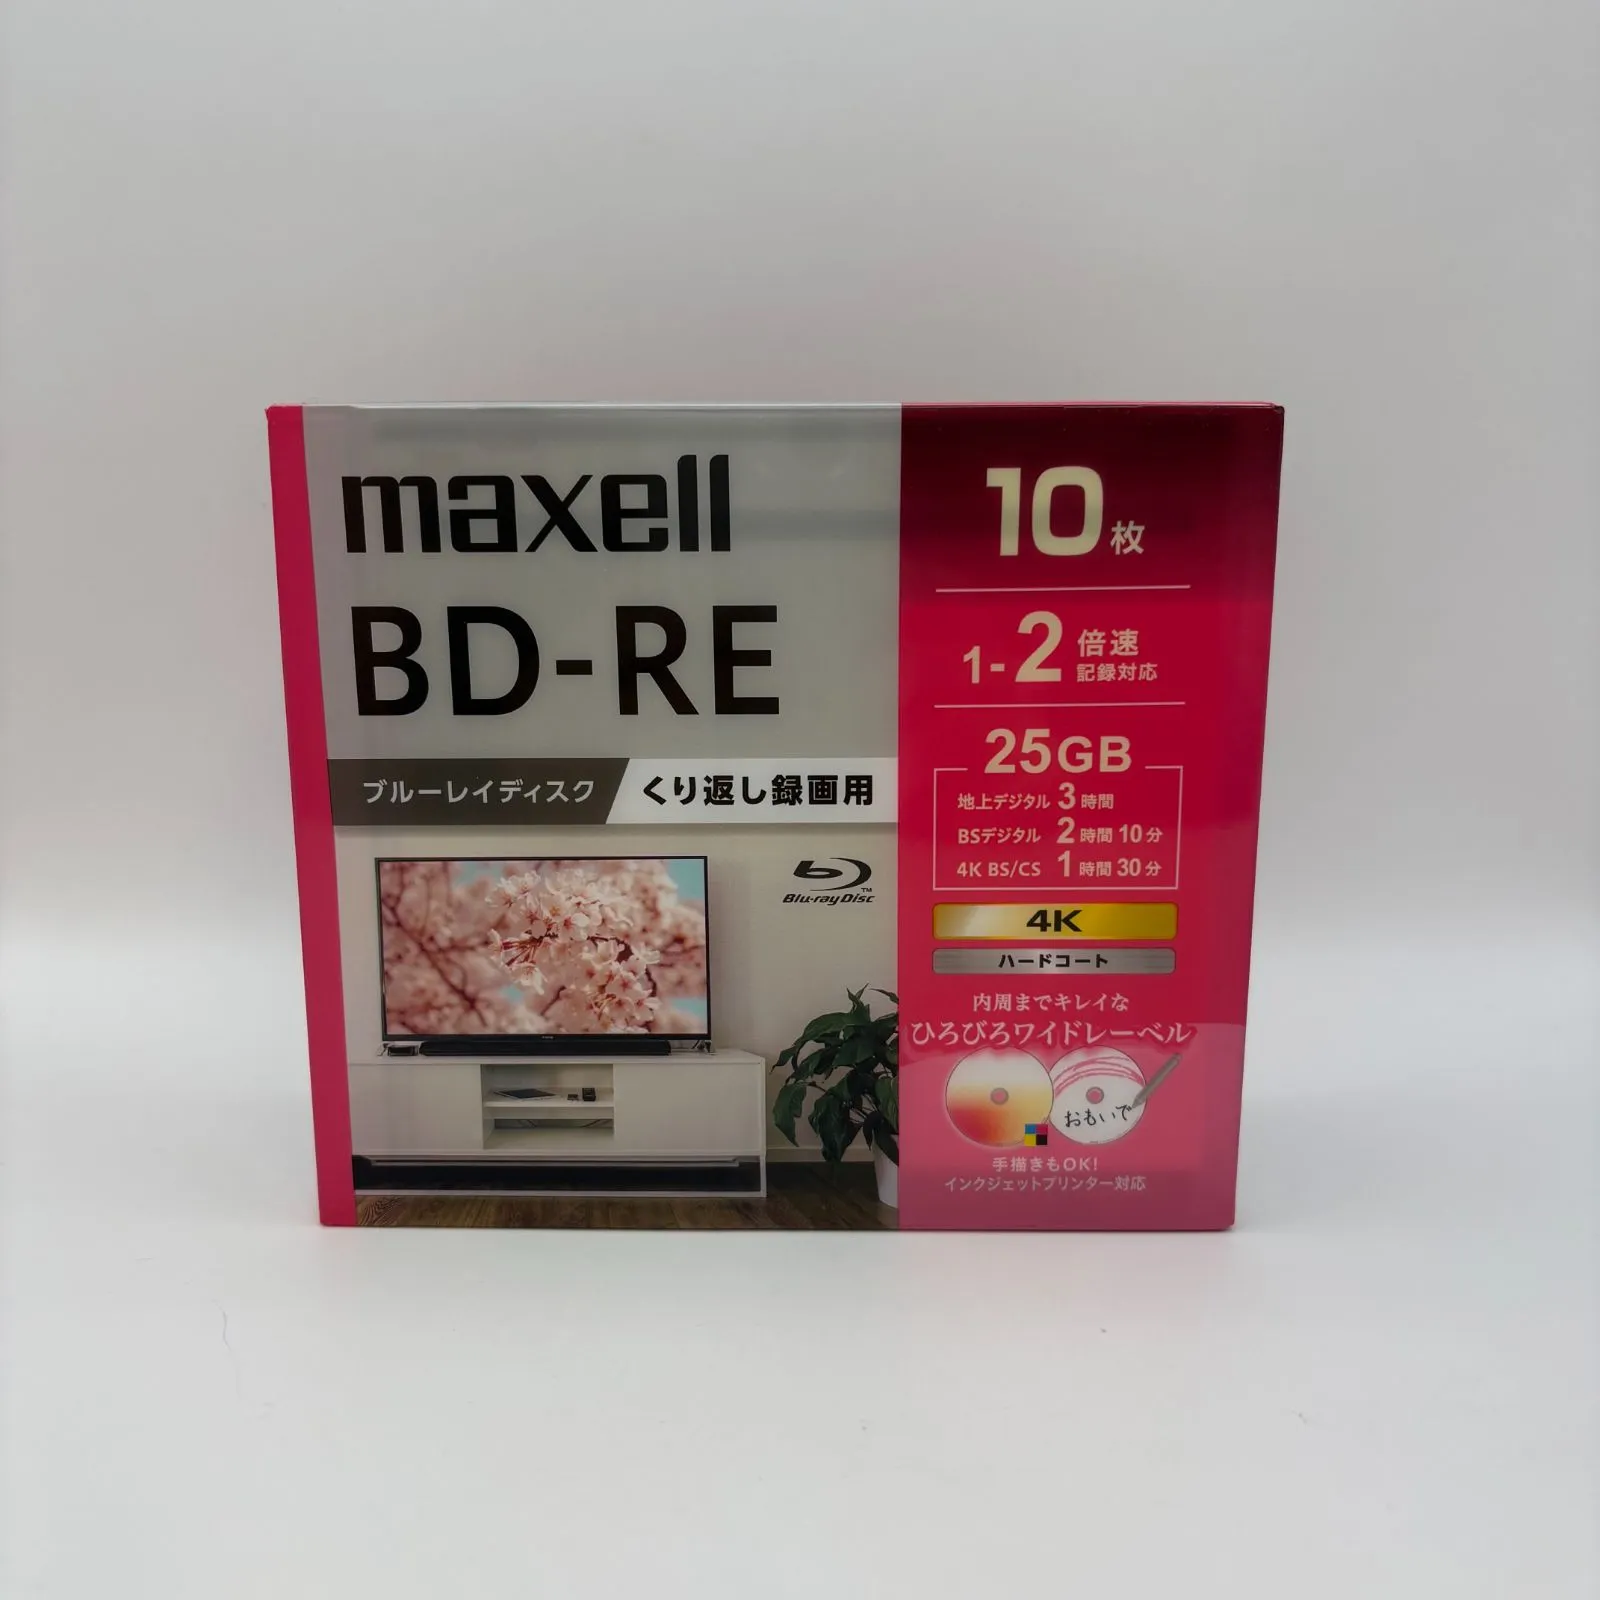 maxell
BD-RE
ブルーレイディスク
くり返し録画用
Blu-ray Disc™
10枚
1-2倍速
記録対応
25GB
地上デジタル 3時間
BSデジタル 2時間10分
4K BS/CS 1時間30分
4K
ハードコート
内周までキレイな
ひろびろワイドレーベル
おもいで
手描きもOK!
インクジェットプリンター対応